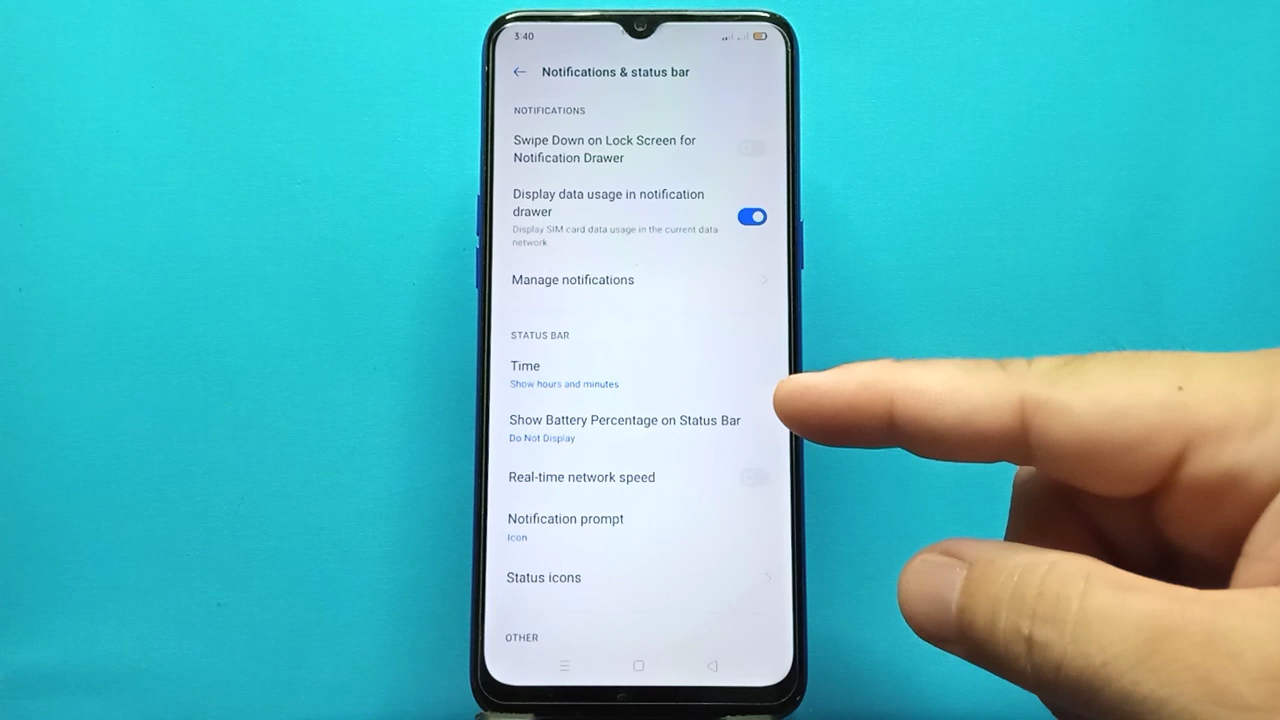 3:40
Notifications & status bar
NOTIFICATIONS
Swipe Down on Lock Screen for
Notification Drawer
Display data usage in notification
drawer
Display SIM card data usage in the current data
network
Manage notifications
STATUS BAR
Time
Show hours and minutes
Show Battery Percentage on Status Bar
Do Not Display
Real-time network speed
Notification prompt
Icon
Status icons
OTHER